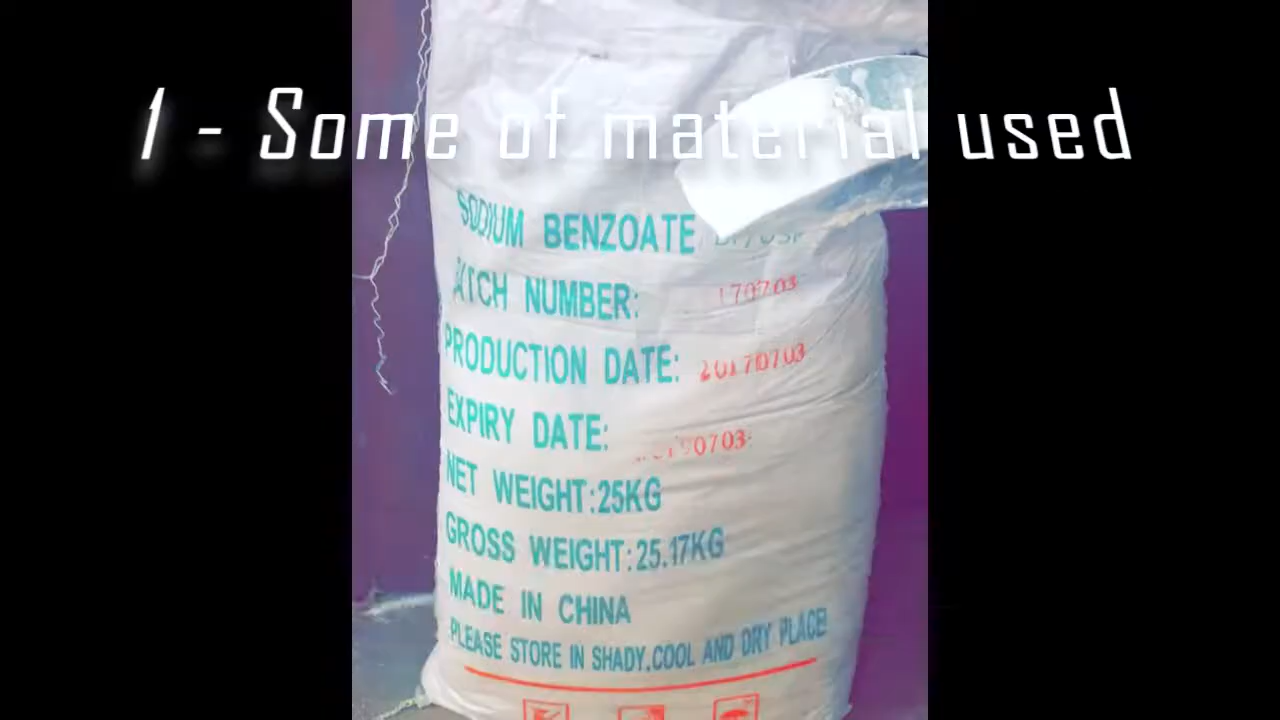 1 - Some of material used
SODIUM BENZOATE
BATCH NUMBER: 170703
PRODUCTION DATE: 20170703
EXPIRY DATE:
NET WEIGHT:25KG
GROSS WEIGHT:25.17KG
MADE IN CHINA
PLEASE STORE IN SHADY,COOL AND DRY PLACE!